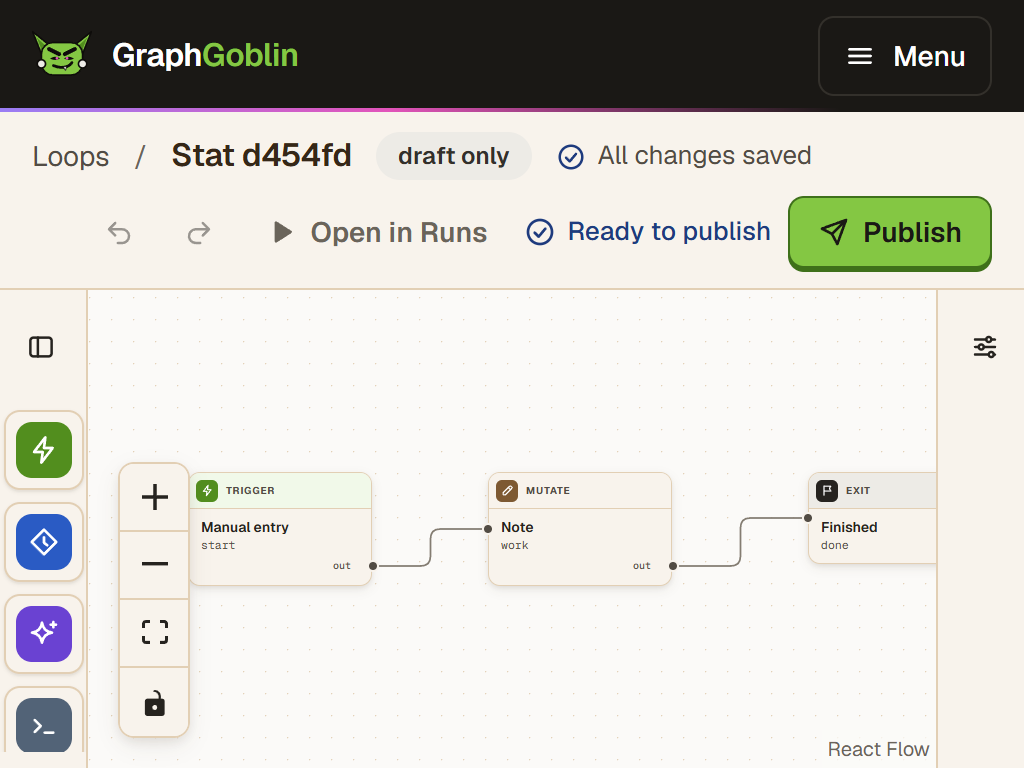 GraphGoblin
Menu
Loops / Stat d454fd draft only All changes saved
Open in Runs Ready to publish Publish
TRIGGER
Manual entry
start
out
MUTATE
Note
work
out
EXIT
Finished
done
React Flow